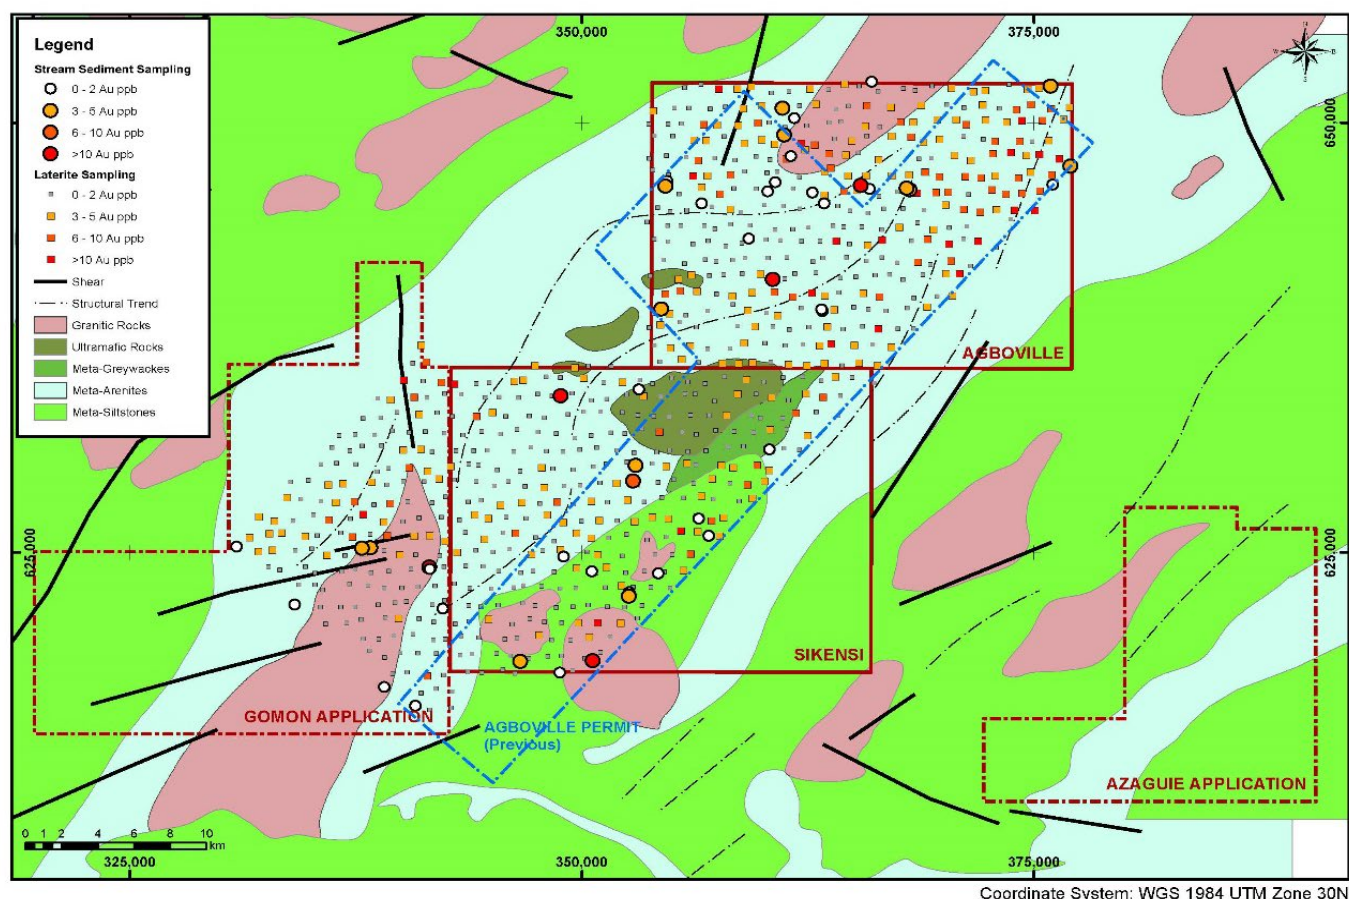 350,000
375,000
Legend
Stream Sediment Sampling
0 - 2 Au ppb
3 - 5 Au ppb
6 - 10 Au ppb
>10 Au ppb
Laterite Sampling
0 - 2 Au ppb
3 - 5 Au ppb
6 - 10 Au ppb
>10 Au ppb
Shear
Structural Trend
Granitic Rocks
Ultramafic Rocks
Meta-Greywackes
Meta-Arenites
Meta-Siltstones
650,000
AGBOVILLE
625,000
625,000
SIKENSI
GOMON APPLICATION
AGBOVILLE PERMIT
(Previous)
AZAGUIE APPLICATION
0 1 2 4 6 8 10
km
325,000
350,000
375,000
Coordinate System: WGS 1984 UTM Zone 30N